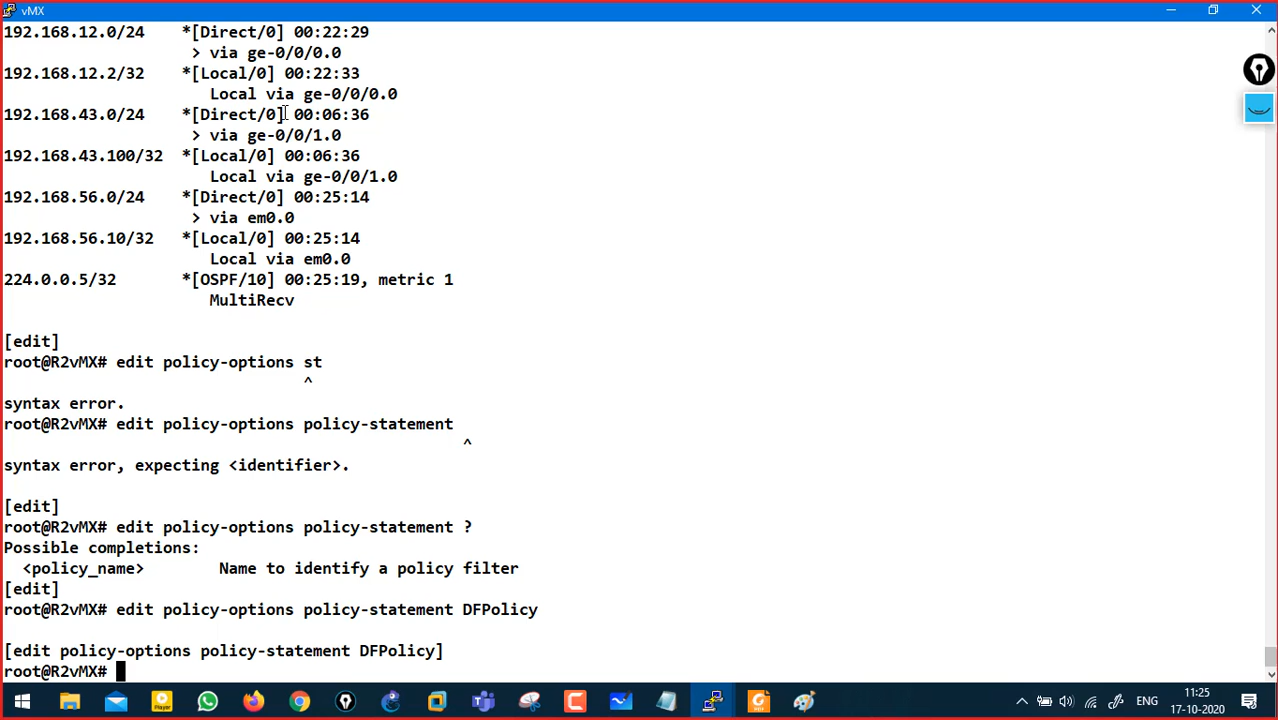 vMX
192.168.12.0/24    *[Direct/0] 00:22:29
> via ge-0/0/0.0
192.168.12.2/32    *[Local/0] 00:22:33
Local via ge-0/0/0.0
192.168.43.0/24    *[Direct/0] 00:06:36
> via ge-0/0/1.0
192.168.43.100/32  *[Local/0] 00:06:36
Local via ge-0/0/1.0
192.168.56.0/24    *[Direct/0] 00:25:14
> via em0.0
192.168.56.10/32   *[Local/0] 00:25:14
Local via em0.0
224.0.0.5/32       *[OSPF/10] 00:25:19, metric 1
MultiRecv
[edit]
root@R2vMX# edit policy-options st
^
syntax error.
root@R2vMX# edit policy-options policy-statement
^
syntax error, expecting <identifier>.
[edit]
root@R2vMX# edit policy-options policy-statement ?
Possible completions:
<policy_name>        Name to identify a policy filter
[edit]
root@R2vMX# edit policy-options policy-statement DFPolicy
[edit policy-options policy-statement DFPolicy]
root@R2vMX#
Player
ENG
11:25
17-10-2020